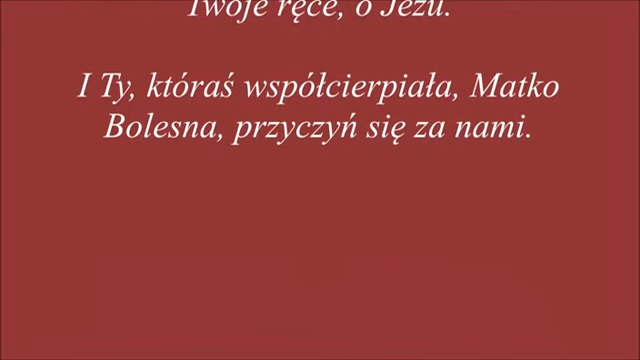 Twoje ręce, o Jezu.
I Ty, któraś współcierpiała, Matko
Bolesna, przyczyń się za nami.